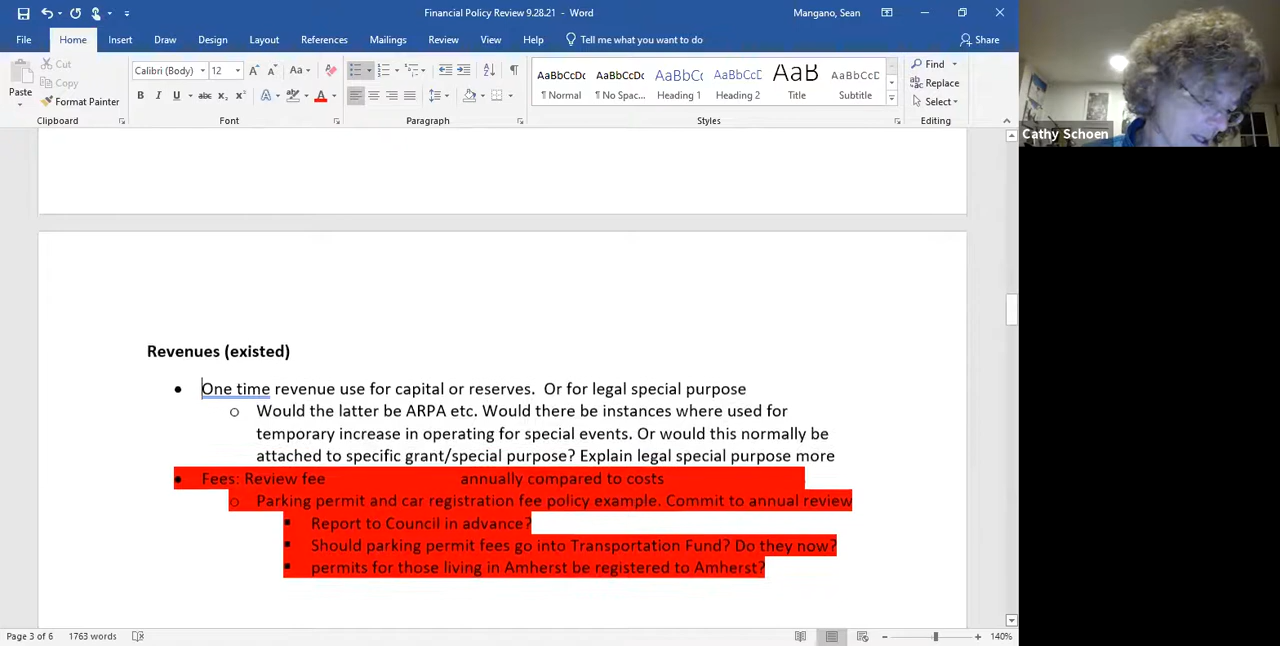 Financial Policy Review 9.28.21 - Word
Mangano, Sean
File Home Insert Draw Design Layout References Mailings Review View Help Tell me what you want to do Share
Paste
Cut
Copy
Format Painter
Calibri (Body) 12
AaBbCcDc AaBbCcDc AaBbCc AaBbCcD AaB AaBbCcD
¶ Normal ¶ No Spac... Heading 1 Heading 2 Title Subtitle
Find
Replace
Select
Clipboard Font Paragraph Styles Editing
Cathy Schoen
Revenues (existed)
• One time revenue use for capital or reserves. Or for legal special purpose
o Would the latter be ARPA etc. Would there be instances where used for
temporary increase in operating for special events. Or would this normally be
attached to specific grant/special purpose? Explain legal special purpose more
• Fees: Review fee annually compared to costs
o Parking permit and car registration fee policy example. Commit to annual review
▪ Report to Council in advance?
▪ Should parking permit fees go into Transportation Fund? Do they now?
▪ permits for those living in Amherst be registered to Amherst?
Page 3 of 6 1763 words 140%